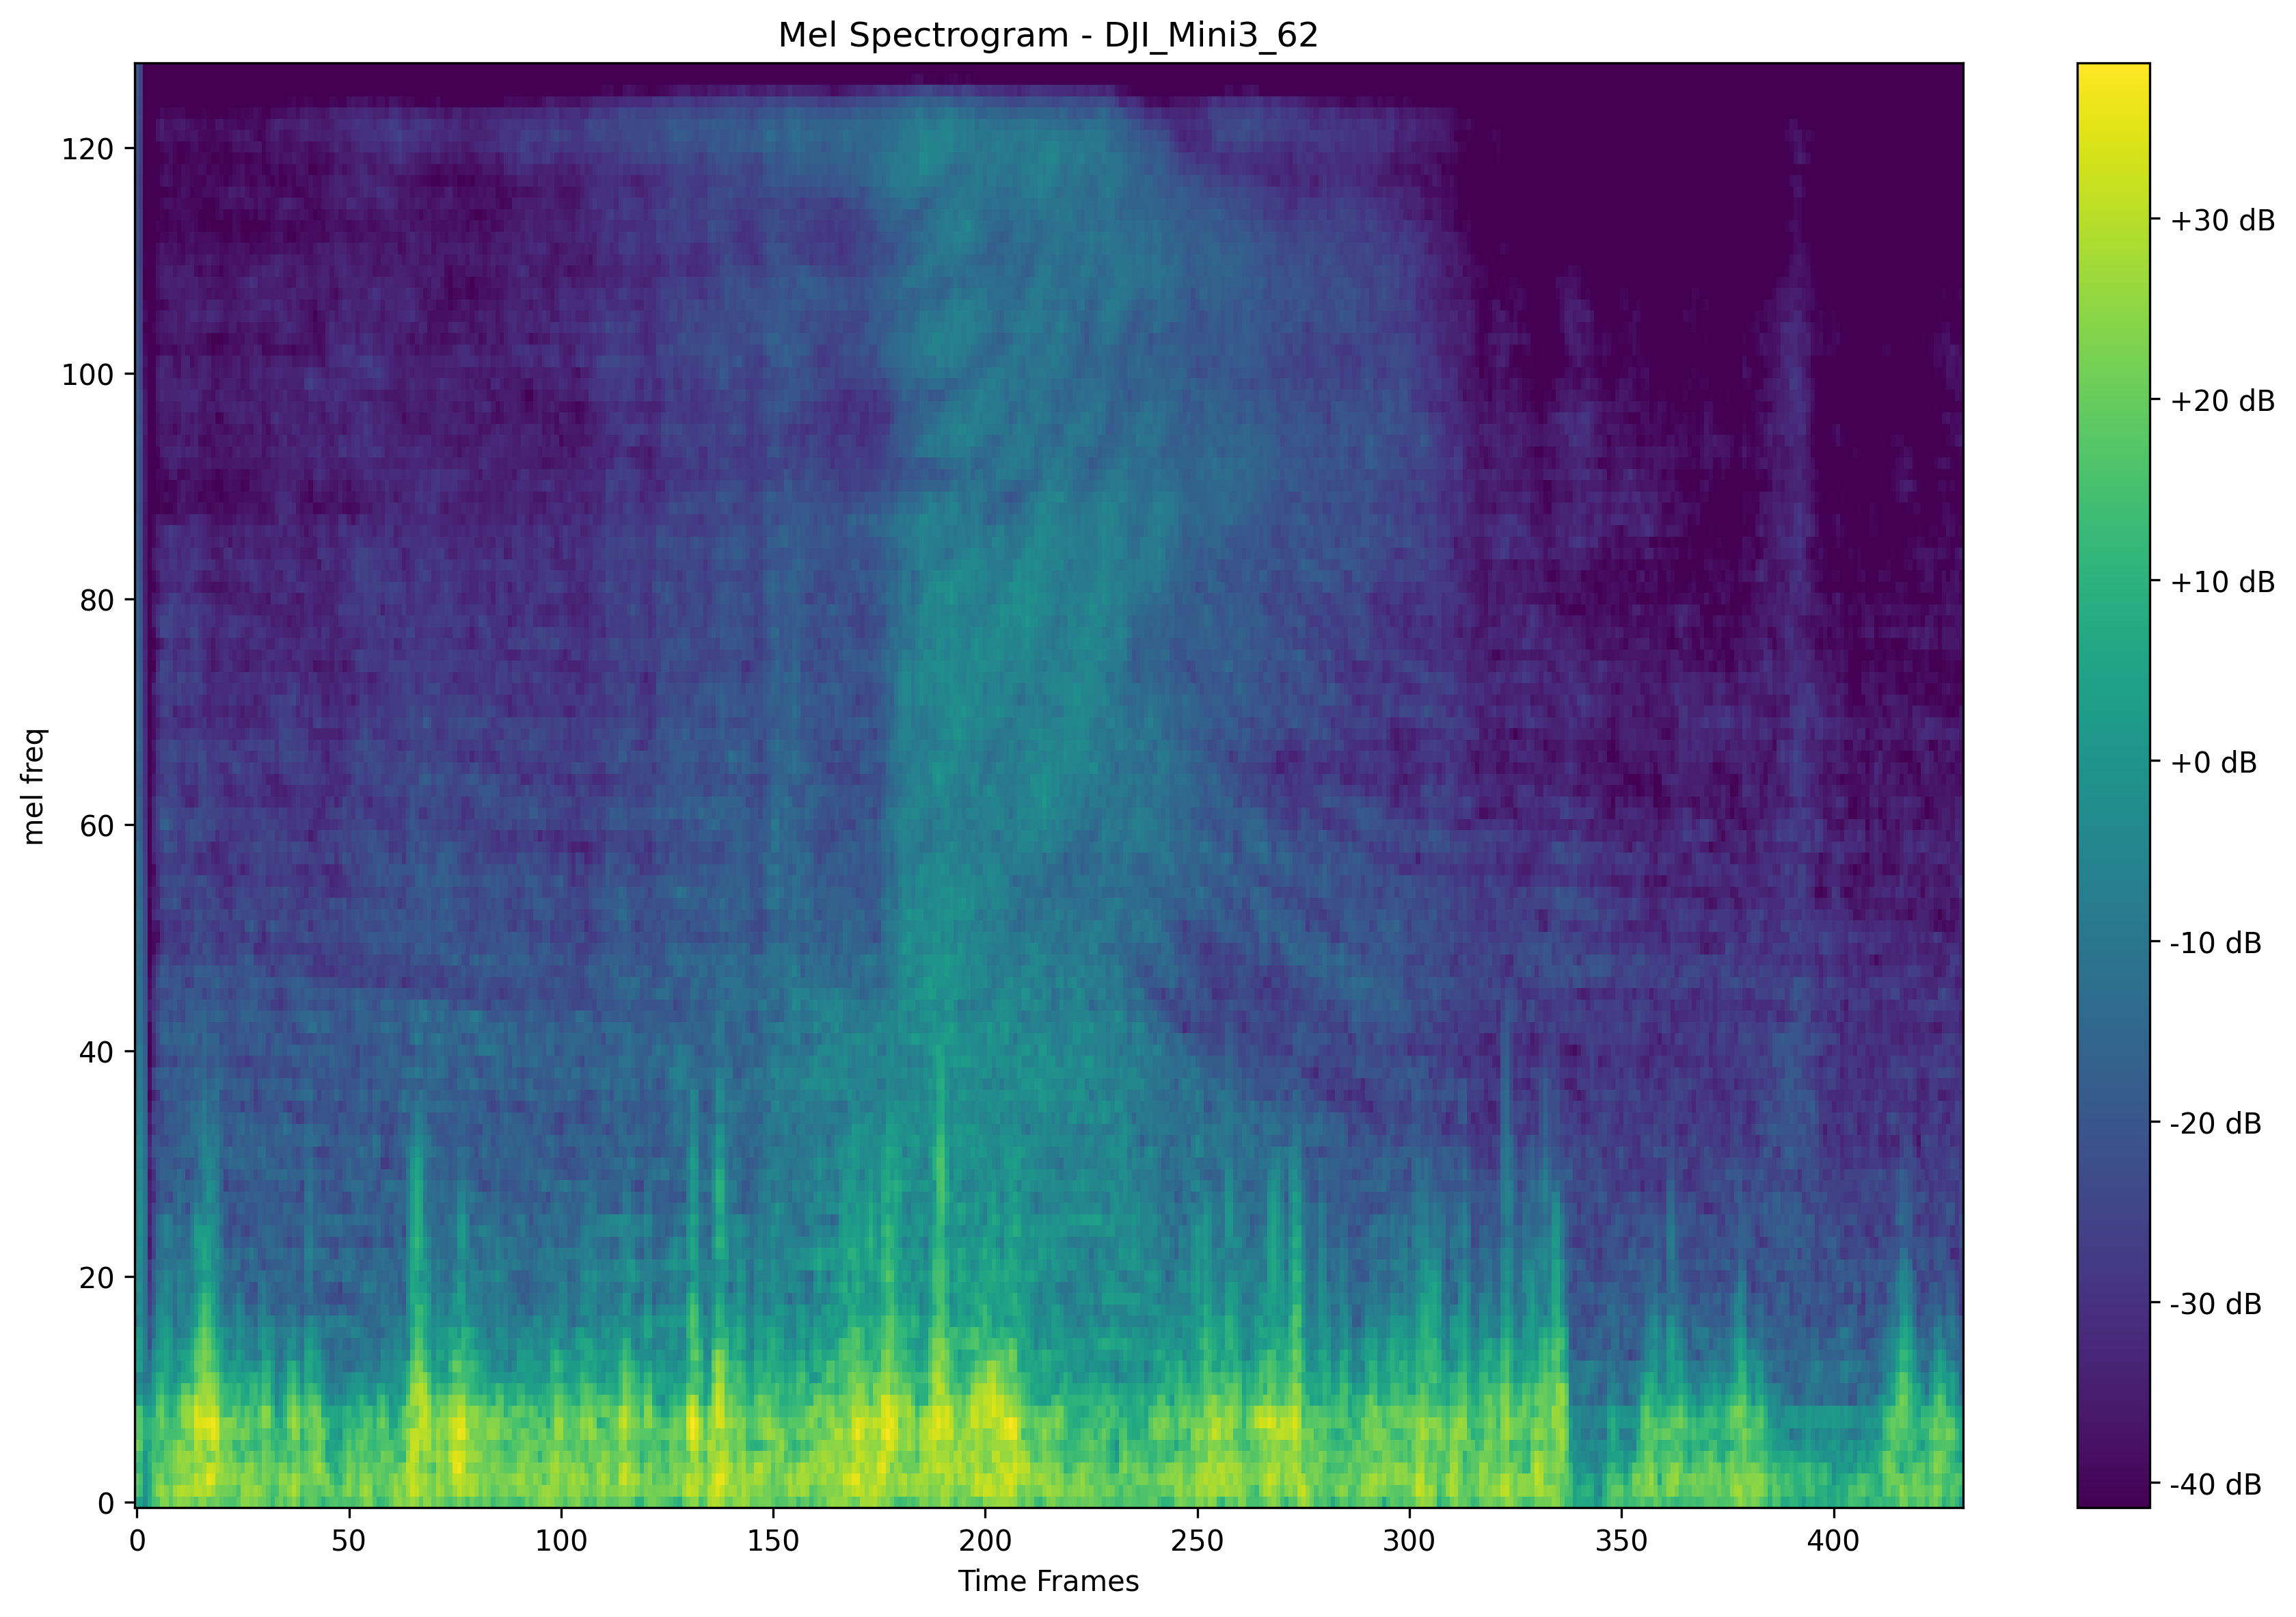 Mel Spectrogram - DJI_Mini3_62
mel freq
120
100
80
60
40
20
0
0 50 100 150 200 250 300 350 400
Time Frames
+30 dB
+20 dB
+10 dB
+0 dB
-10 dB
-20 dB
-30 dB
-40 dB